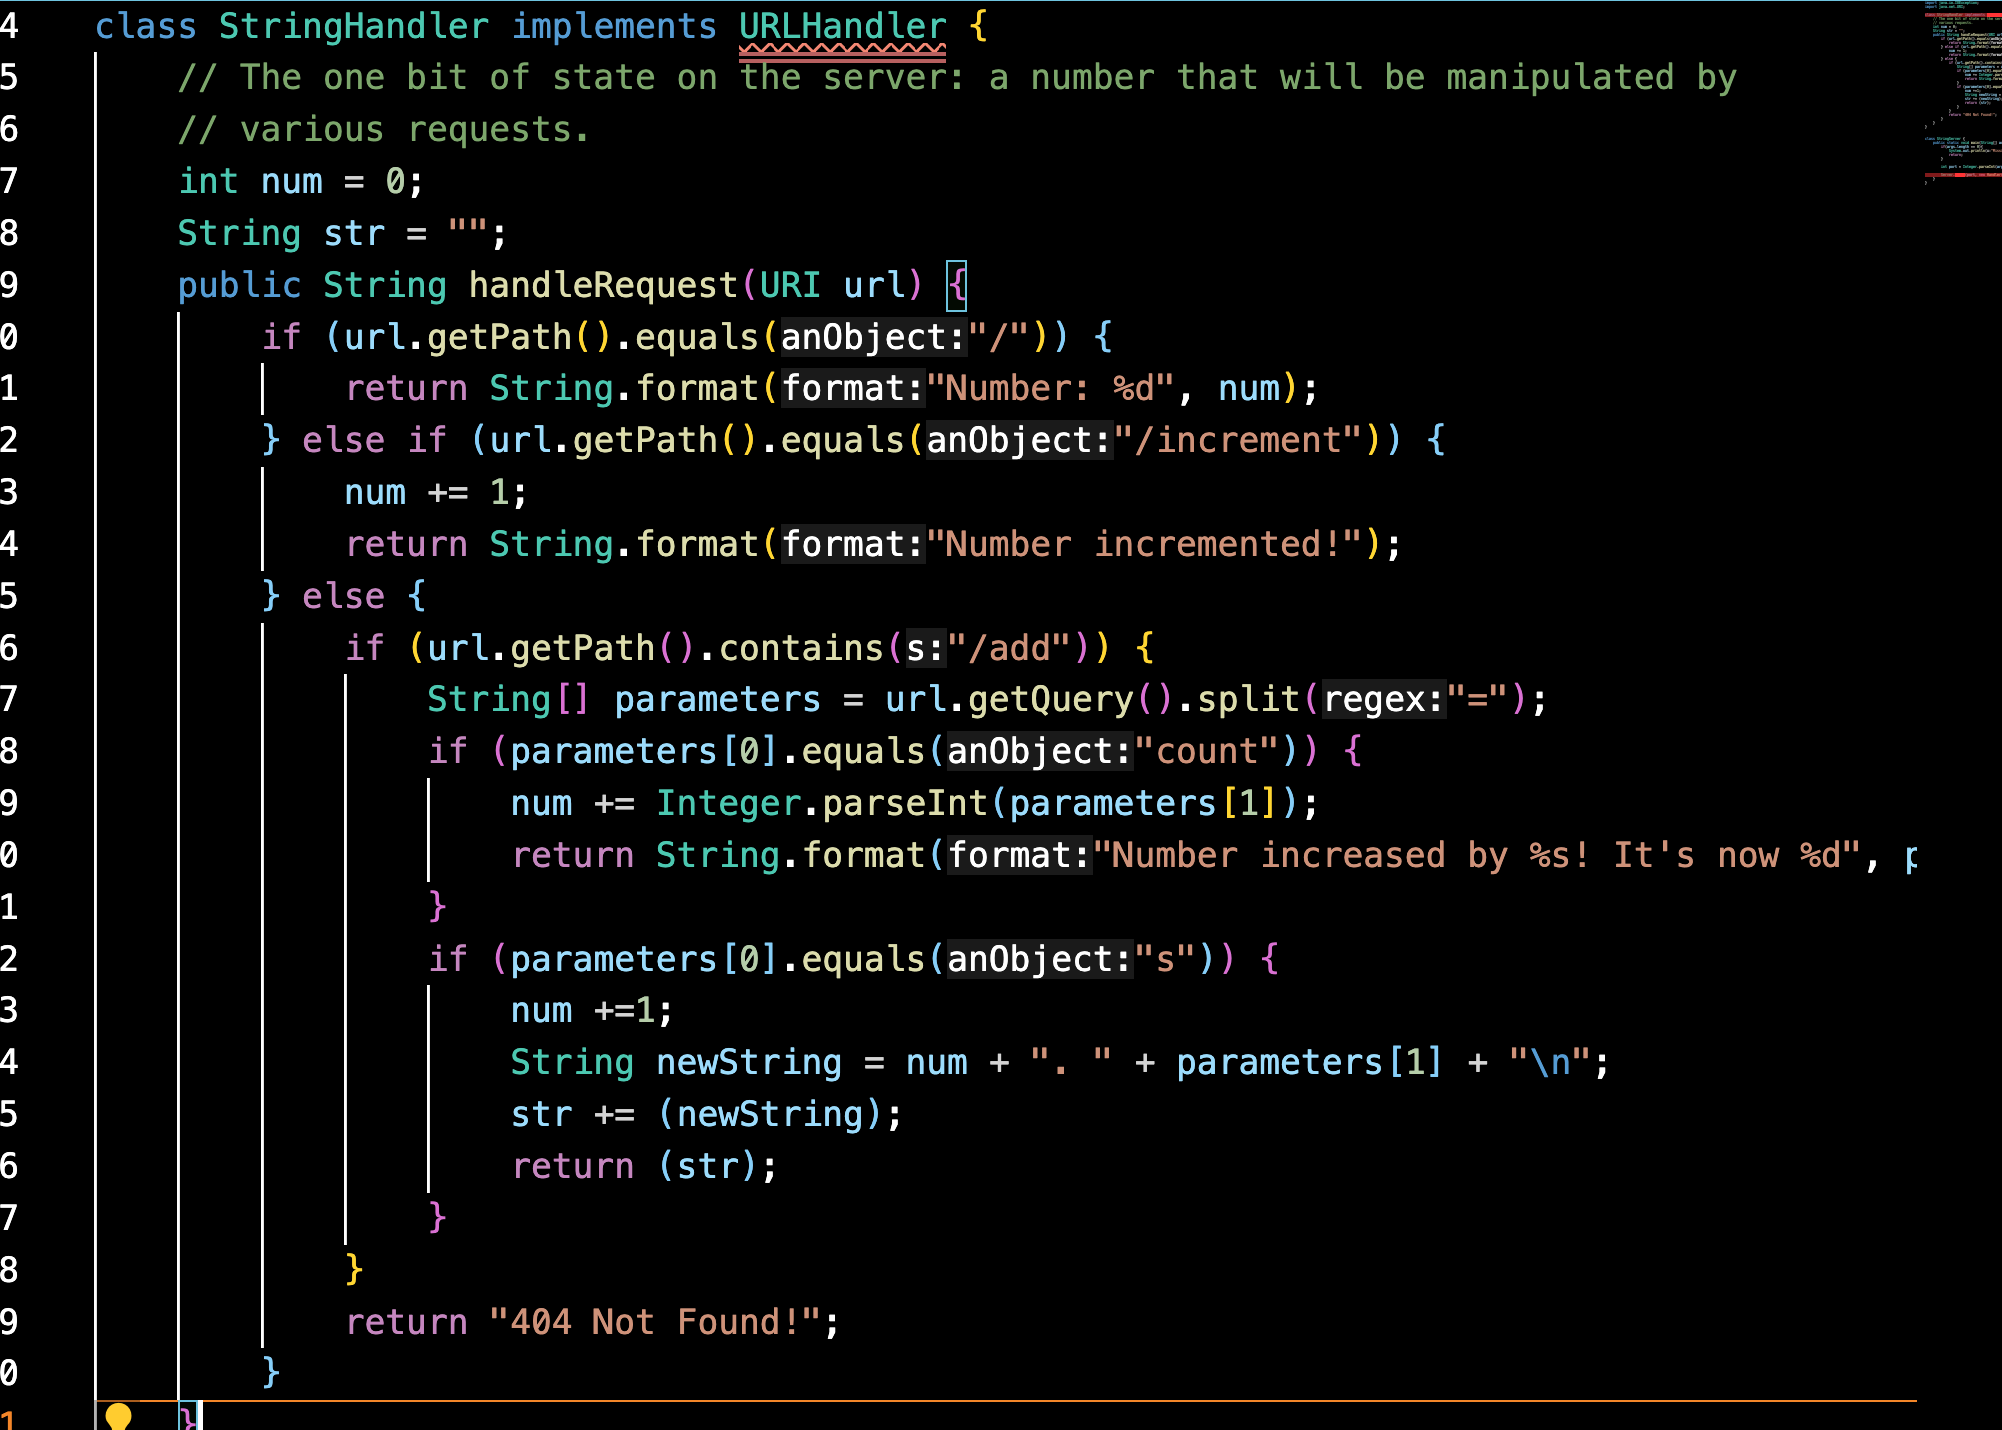 4 class StringHandler implements URLHandler {
5 // The one bit of state on the server: a number that will be manipulated by
6 // various requests.
7 int num = 0;
8 String str = "";
9 public String handleRequest(URI url) {
0 if (url.getPath().equals(anObject:"/")) {
1 return String.format(format:"Number: %d", num);
2 } else if (url.getPath().equals(anObject:"/increment")) {
3 num += 1;
4 return String.format(format:"Number incremented!");
5 } else {
6 if (url.getPath().contains(s:"/add")) {
7 String[] parameters = url.getQuery().split(regex:"=");
8 if (parameters[0].equals(anObject:"count")) {
9 num += Integer.parseInt(parameters[1]);
0 return String.format(format:"Number increased by %s! It's now %d", p
1 }
2 if (parameters[0].equals(anObject:"s")) {
3 num +=1;
4 String newString = num + ". " + parameters[1] + "\n";
5 str += (newString);
6 return (str);
7 }
8 }
9 return "404 Not Found!";
0 }
1 }